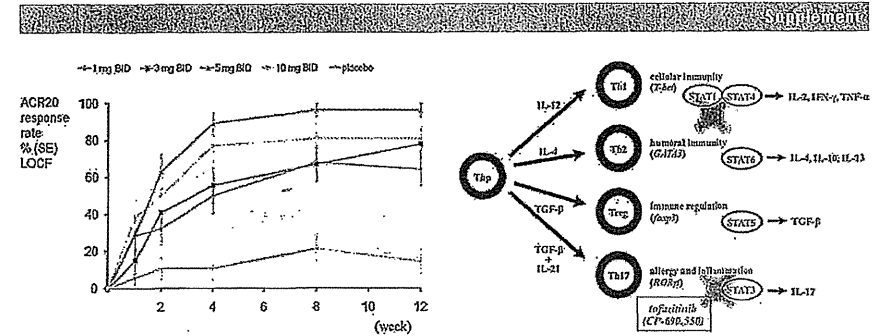 Supplement
1 mg BID 3 mg BID 5 mg BID 10 mg BID placebo
ACR20
response
rate
% (SE)
LOCF
100
80
60
40
20
0
2 4 6 8 10 12
(week)
Thp
IL-12
IL-4
TGF-β
TGF-β
+
IL-21
Th1
cellular immunity
(T-bet)
STAT1 STAT4
IL-2, IFN-γ, TNF-α
Th2
humoral immunity
(GATA3)
STAT6
IL-4, IL-10, IL-13
Treg
immune regulation
(foxp3)
STAT5
TGF-β
Th17
allergy and inflammation
(RORγt)
STAT3
IL-17
tofacitinib
(CP-690,550)